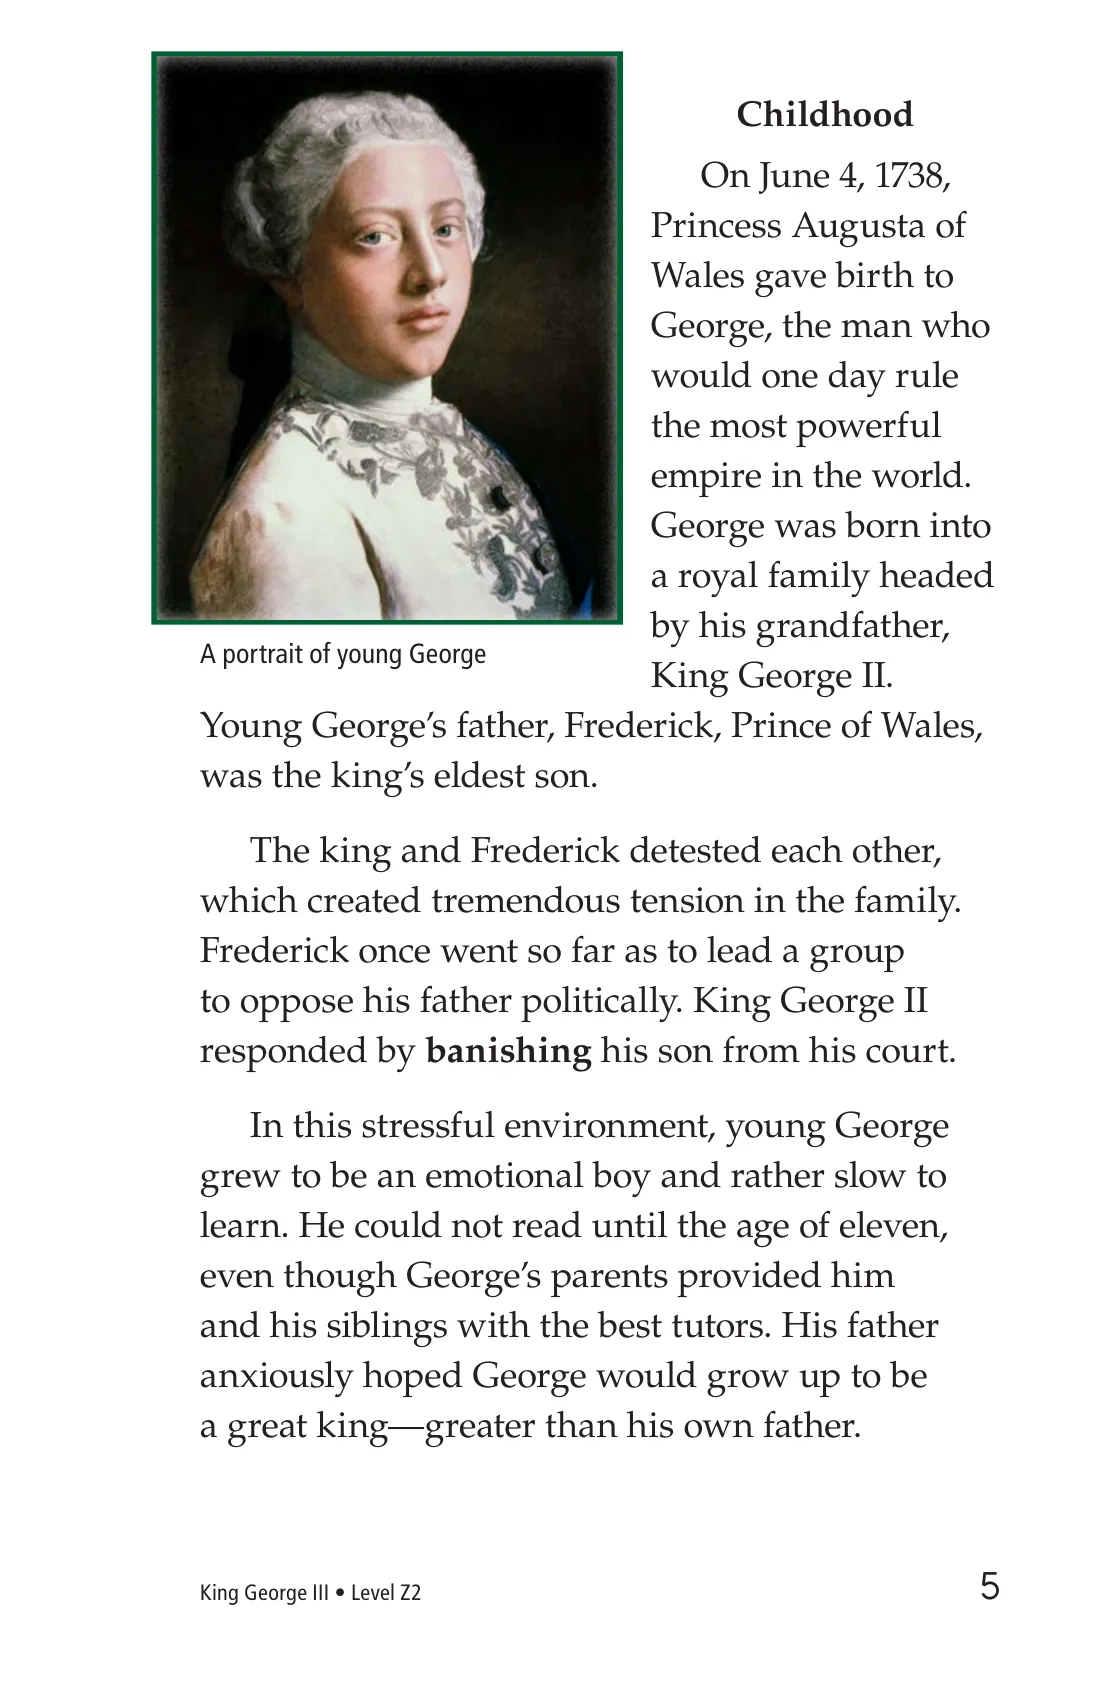 Childhood
On June 4, 1738,
Princess Augusta of
Wales gave birth to
George, the man who
would one day rule
the most powerful
empire in the world.
George was born into
a royal family headed
by his grandfather,
King George II.
A portrait of young George
Young George’s father, Frederick, Prince of Wales,
was the king’s eldest son.
The king and Frederick detested each other,
which created tremendous tension in the family.
Frederick once went so far as to lead a group
to oppose his father politically. King George II
responded by banishing his son from his court.
In this stressful environment, young George
grew to be an emotional boy and rather slow to
learn. He could not read until the age of eleven,
even though George’s parents provided him
and his siblings with the best tutors. His father
anxiously hoped George would grow up to be
a great king—greater than his own father.
King George III • Level Z2
5